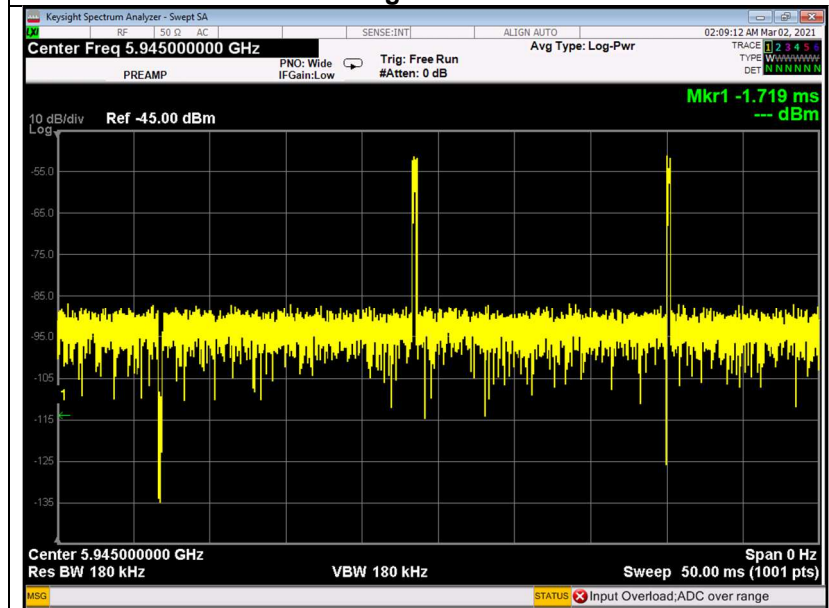 Keysight Spectrum Analyzer - Swept SA
LXI RF 50 Ω AC SENSE:INT ALIGN AUTO 02:09:12 AM Mar 02, 2021
Center Freq 5.945000000 GHz
Avg Type: Log-Pwr
TRACE 1 2 3 4 5 6
PNO: Wide Trig: Free Run
TYPE WWWWWW
PREAMP IFGain:Low #Atten: 0 dB
DET N N N N N N
Mkr1 -1.719 ms
10 dB/div Ref -45.00 dBm --- dBm
Log
-55.0
-65.0
-75.0
-85.0
-95.0
-105
1
-115
-125
-135
Center 5.945000000 GHz Span 0 Hz
Res BW 180 kHz VBW 180 kHz Sweep 50.00 ms (1001 pts)
MSG STATUS Input Overload;ADC over range